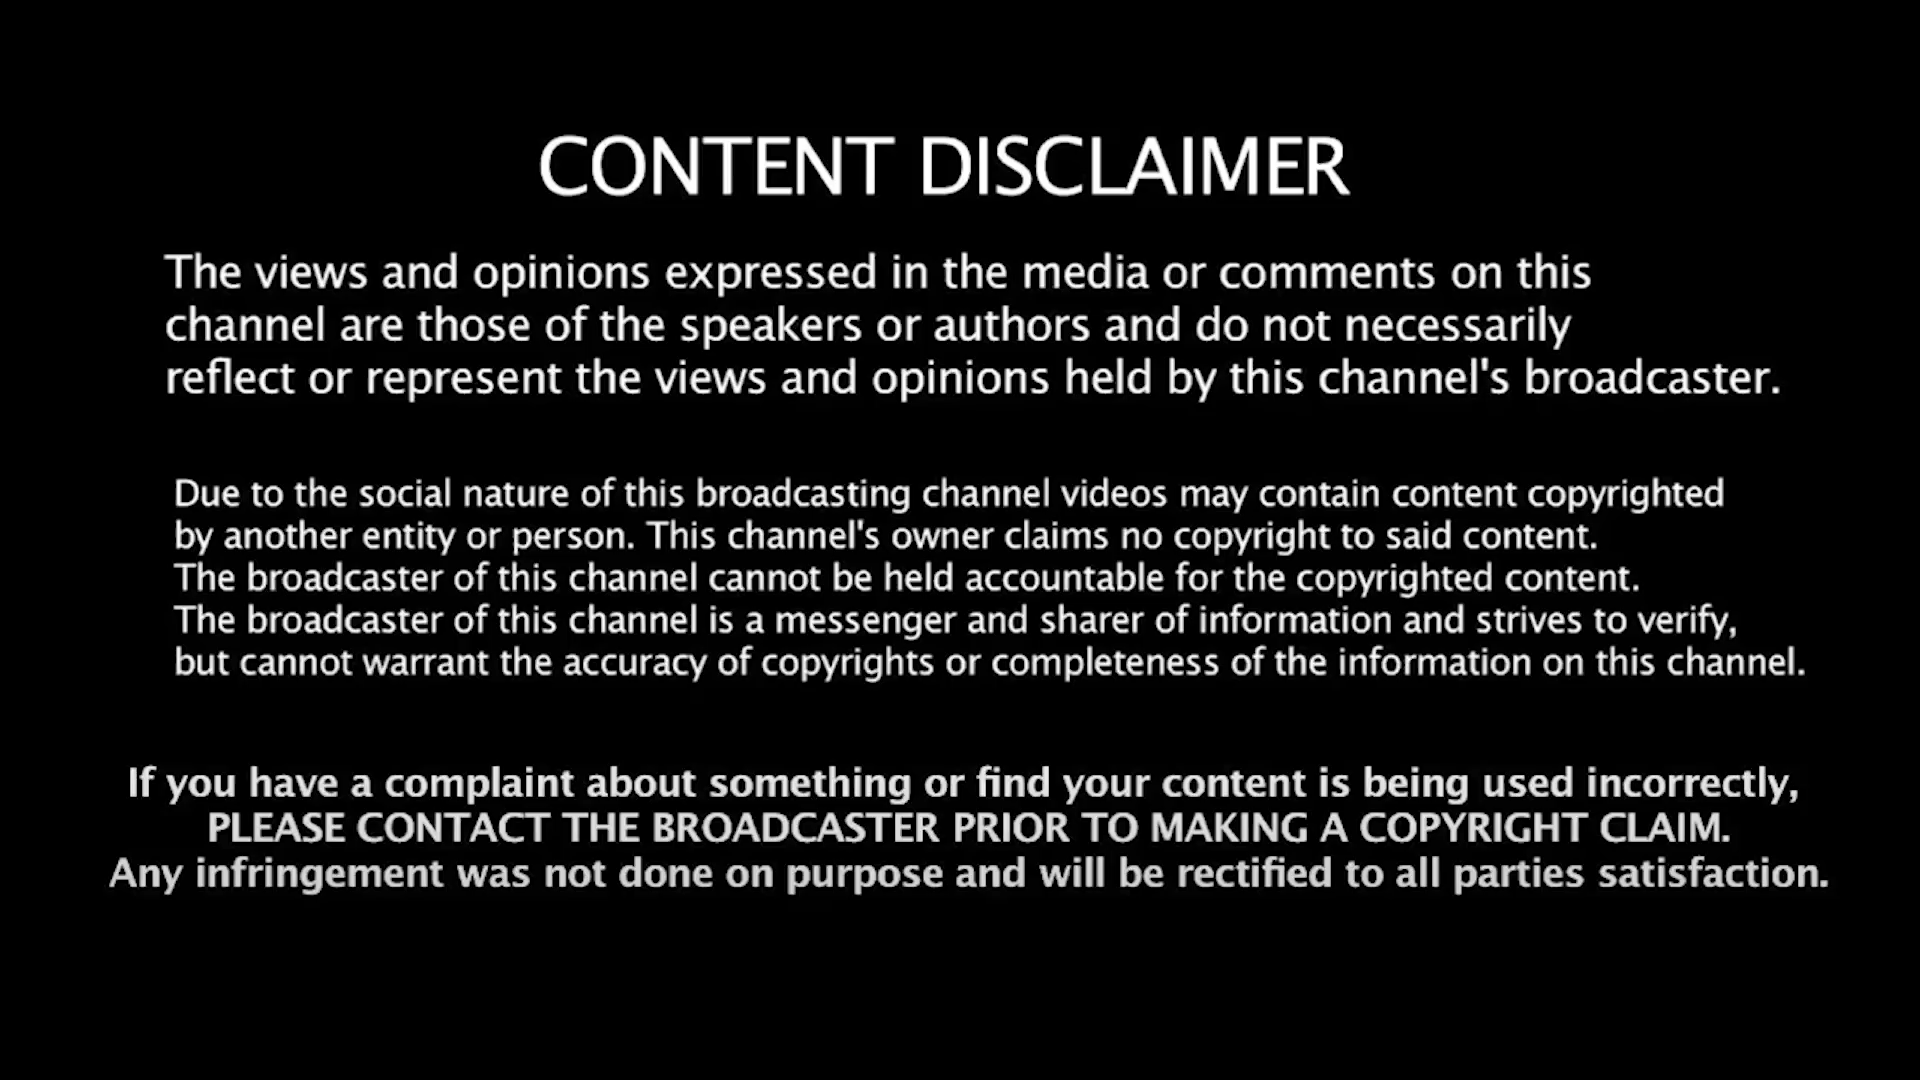 CONTENT DISCLAIMER
The views and opinions expressed in the media or comments on this
channel are those of the speakers or authors and do not necessarily
reflect or represent the views and opinions held by this channel's broadcaster.
Due to the social nature of this broadcasting channel videos may contain content copyrighted
by another entity or person. This channel's owner claims no copyright to said content.
The broadcaster of this channel cannot be held accountable for the copyrighted content.
The broadcaster of this channel is a messenger and sharer of information and strives to verify,
but cannot warrant the accuracy of copyrights or completeness of the information on this channel.
If you have a complaint about something or find your content is being used incorrectly,
PLEASE CONTACT THE BROADCASTER PRIOR TO MAKING A COPYRIGHT CLAIM.
Any infringement was not done on purpose and will be rectified to all parties satisfaction.